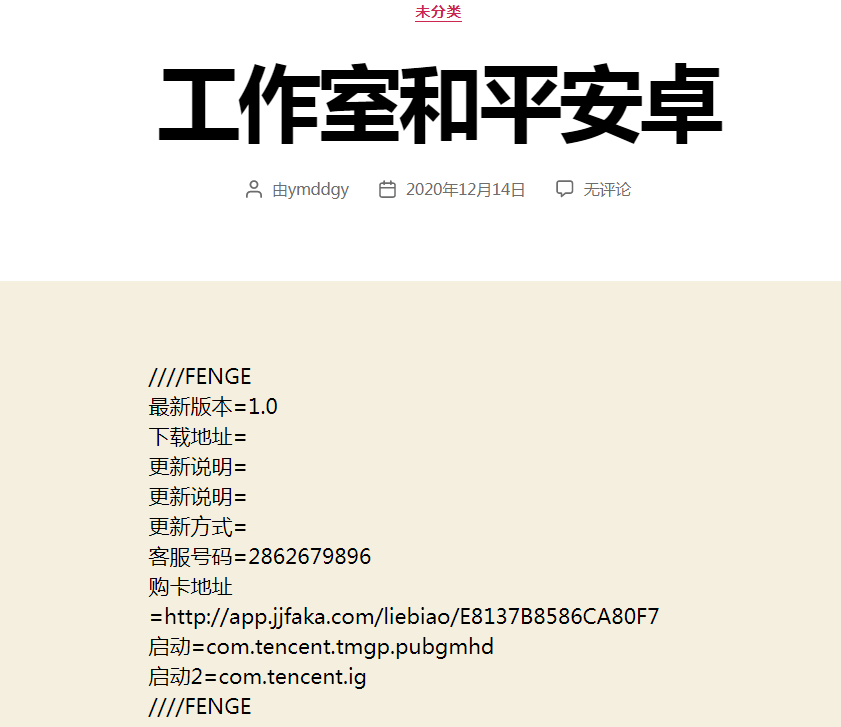 未分类
工作室和平安卓
由ymddgy 2020年12月14日 无评论
////FENGE
最新版本=1.0
下载地址=
更新说明=
更新说明=
更新方式=
客服号码=2862679896
购卡地址
=http://app.jjfaka.com/liebiao/E8137B8586CA80F7
启动=com.tencent.tmgp.pubgmhd
启动2=com.tencent.ig
////FENGE